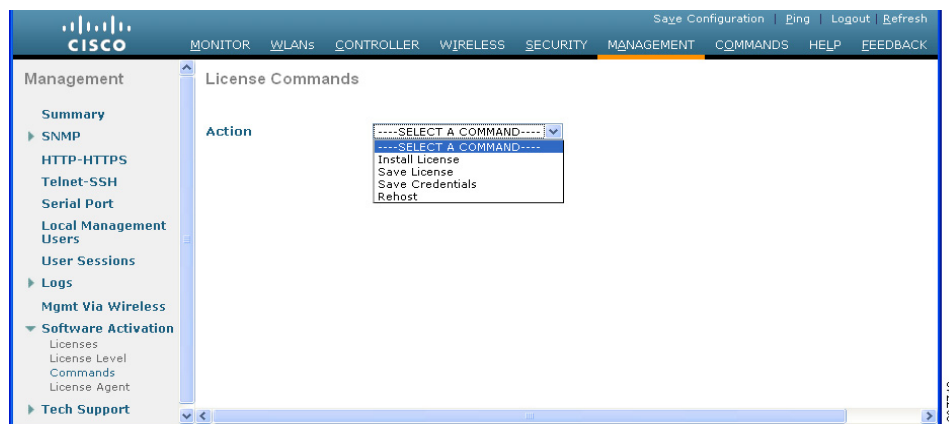 Save Configuration | Ping | Logout | Refresh
CISCO
MONITOR WLANs CONTROLLER WIRELESS SECURITY MANAGEMENT COMMANDS HELP FEEDBACK
Management
Summary
SNMP
HTTP-HTTPS
Telnet-SSH
Serial Port
Local Management
Users
User Sessions
Logs
Mgmt Via Wireless
Software Activation
Licenses
License Level
Commands
License Agent
Tech Support
License Commands
Action
----SELECT A COMMAND----
----SELECT A COMMAND----
Install License
Save License
Save Credentials
Rehost